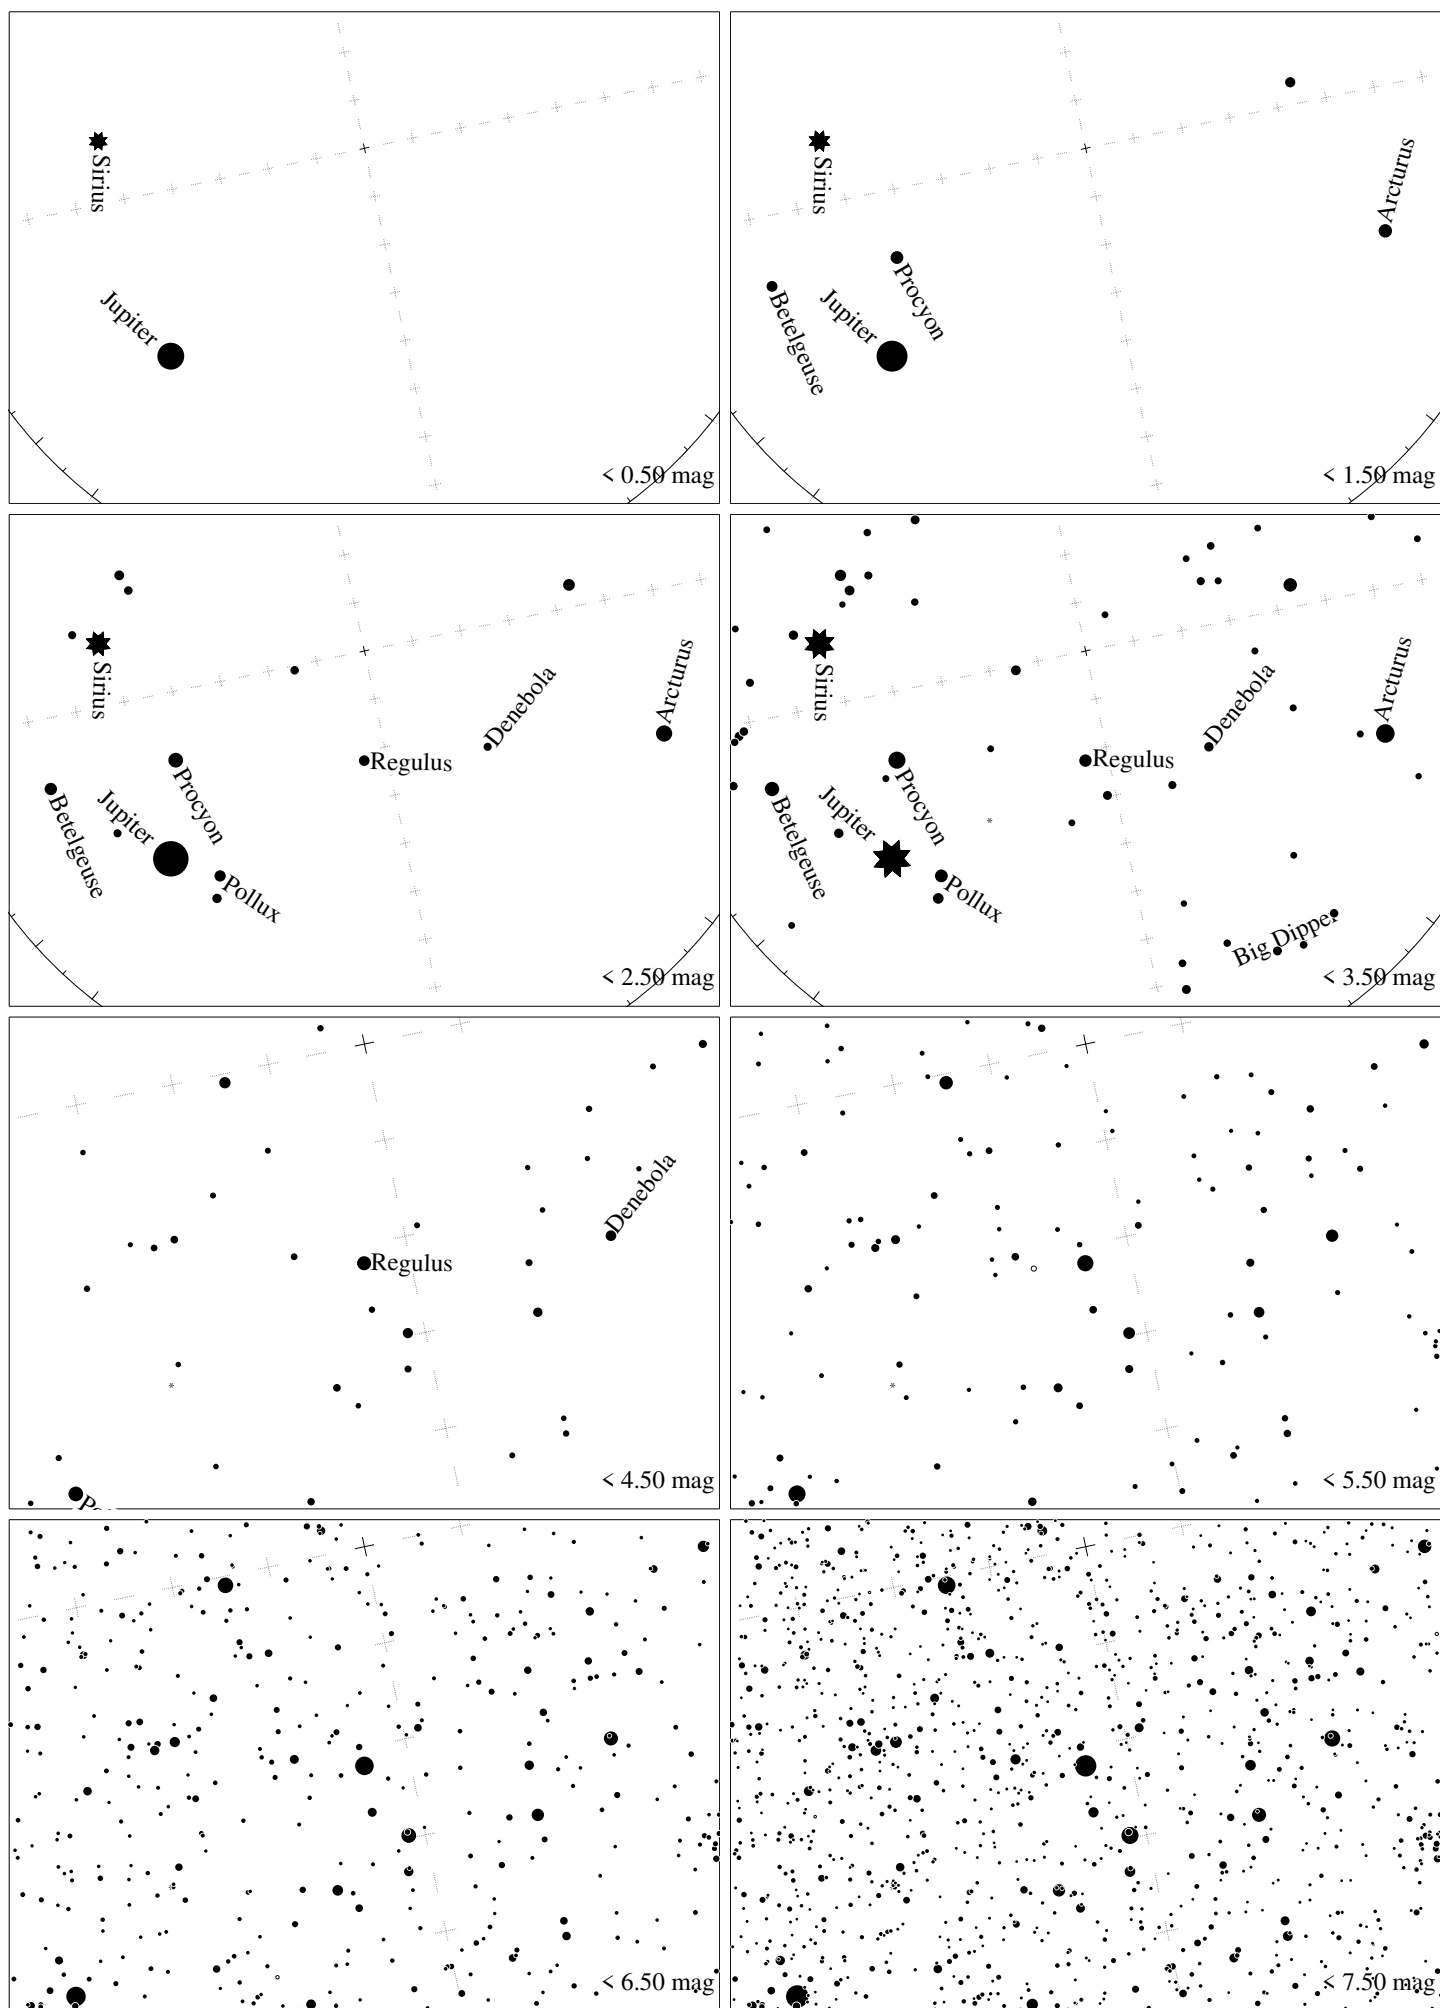 Sirius
Jupiter
< 0.50 mag
Sirius
Arcturus
Procyon
Jupiter
Betelgeuse
< 1.50 mag
Sirius
Denebola
Arcturus
Regulus
Procyon
Jupiter
Betelgeuse
Pollux
< 2.50 mag
Sirius
Denebola
Arcturus
Regulus
Procyon
Jupiter
Betelgeuse
Pollux
Big Dipper
< 3.50 mag
Denebola
Regulus
< 4.50 mag
< 5.50 mag
< 6.50 mag
< 7.50 mag